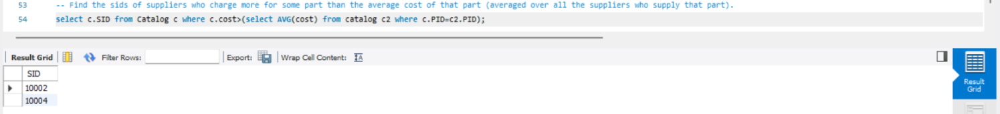 53 -- Find the sids of suppliers who charge more for some part than the average cost of that part (averaged over all the suppliers who supply that part).
54 select c.SID from Catalog c where c.cost>(select AVG(cost) from catalog c2 where c.PID=c2.PID);
Result Grid Filter Rows: Export: Wrap Cell Content: IA
SID
10002
10004
Result
Grid